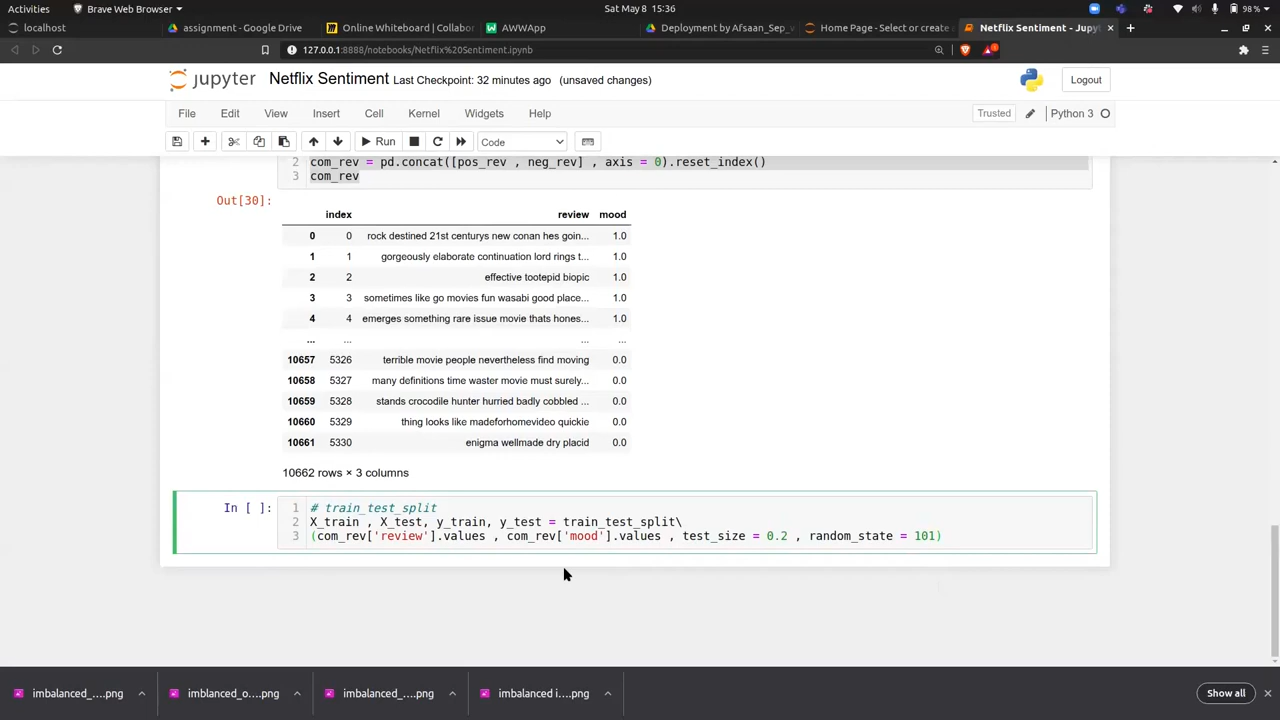 Activities Brave Web Browser Sat May 8 15:36 98 %
localhost assignment - Google Drive Online Whiteboard | Collabor AWWApp Deployment by Afsaan_Sep_v Home Page - Select or create Netflix Sentiment - Jupyt
127.0.0.1:8888/notebooks/Netflix%20Sentiment.ipynb
jupyter Netflix Sentiment Last Checkpoint: 32 minutes ago (unsaved changes) Logout
File Edit View Insert Cell Kernel Widgets Help Trusted Python 3
Run Code
2 com_rev = pd.concat([pos_rev , neg_rev] , axis = 0).reset_index()
3 com_rev
Out[30]:
index review mood
0 0 rock destined 21st centurys new conan hes goin... 1.0
1 1 gorgeously elaborate continuation lord rings t... 1.0
2 2 effective tootepid biopic 1.0
3 3 sometimes like go movies fun wasabi good place... 1.0
4 4 emerges something rare issue movie thats hones... 1.0
... ... ... ...
10657 5326 terrible movie people nevertheless find moving 0.0
10658 5327 many definitions time waster movie must surely... 0.0
10659 5328 stands crocodile hunter hurried badly cobbled ... 0.0
10660 5329 thing looks like madeforhomevideo quickie 0.0
10661 5330 enigma wellmade dry placid 0.0
10662 rows × 3 columns
In [ ]: 1 # train_test_split
2 X_train , X_test, y_train, y_test = train_test_split\
3 (com_rev['review'].values , com_rev['mood'].values , test_size = 0.2 , random_state = 101)
imbalanced_....png imblanced_o....png imbalanced_....png imbalanced i....png Show all